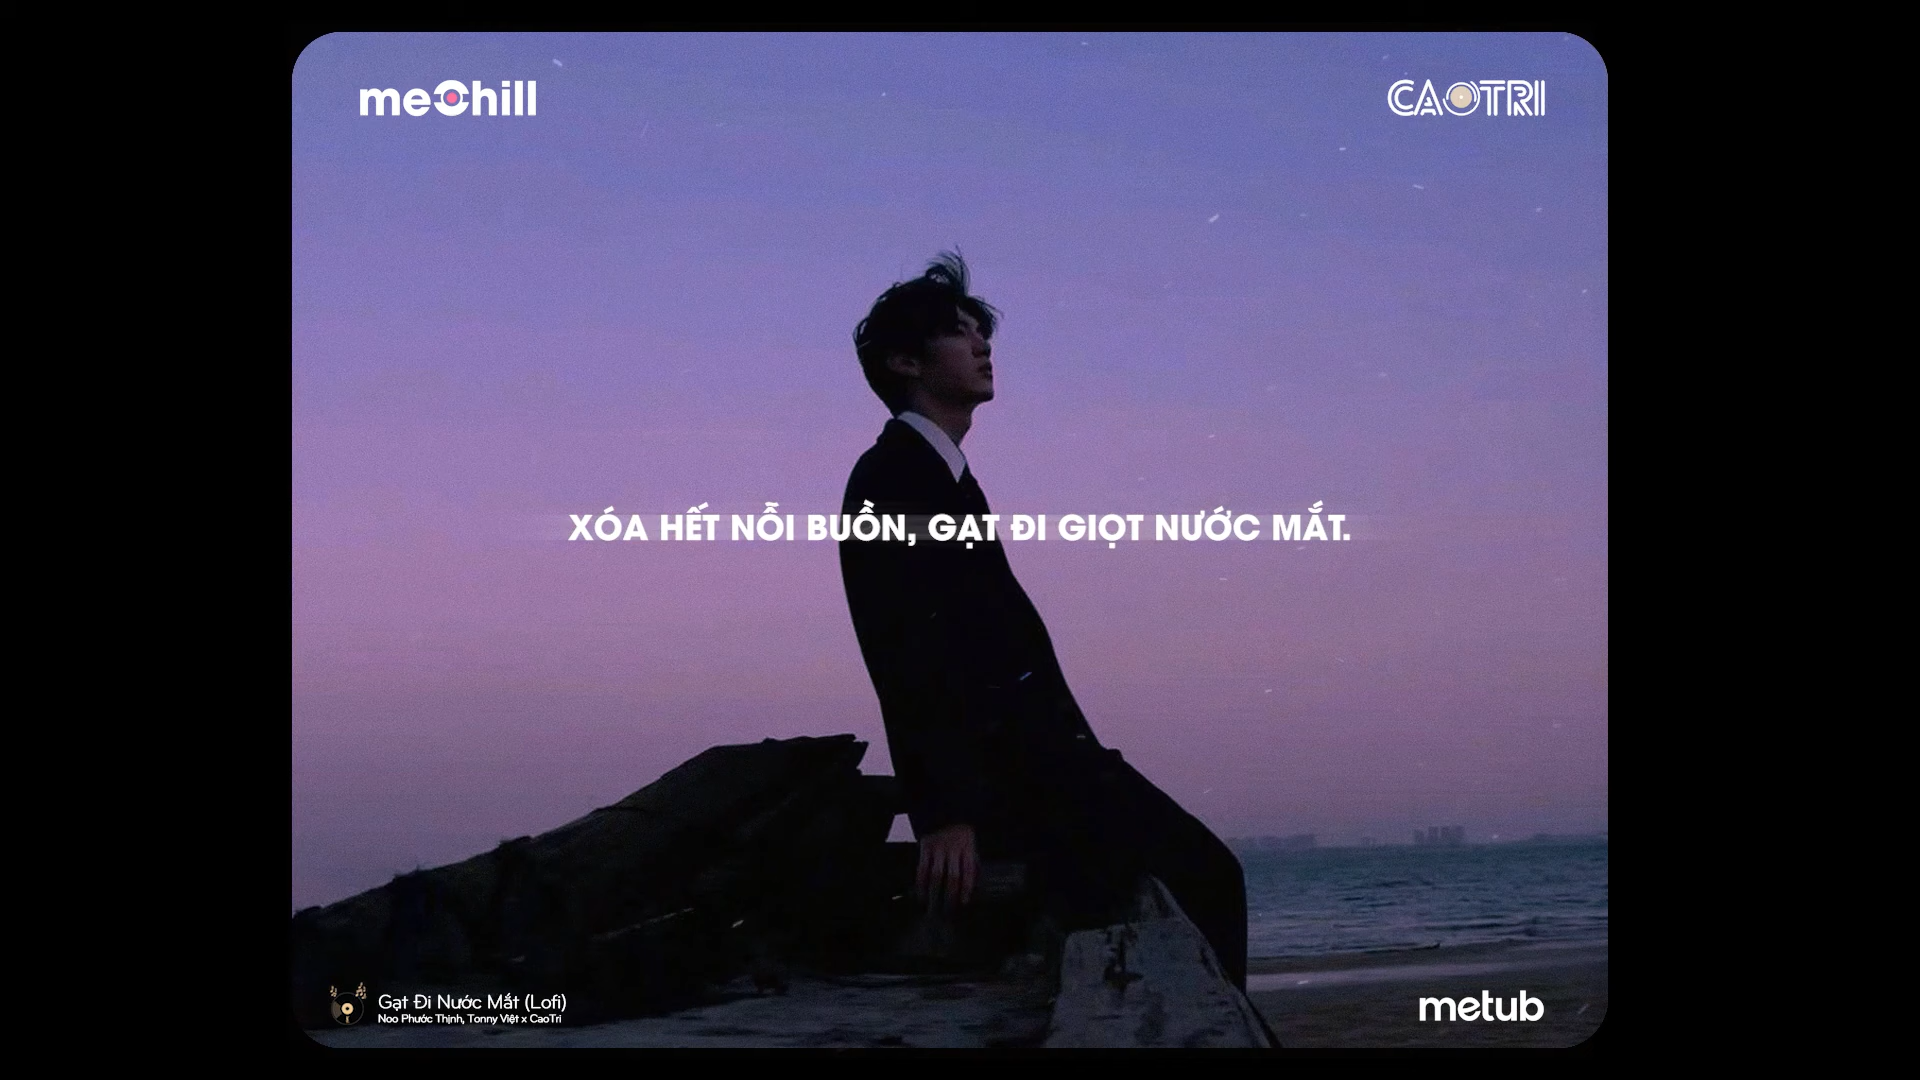 meChill
CAOTRI
XÓA HẾT NỖI BUỒN, GẠT ĐI GIỌT NƯỚC MẮT.
Gạt Đi Nước Mắt (Lofi)
Noo Phước Thịnh, Tonny Việt x CaoTri
metub